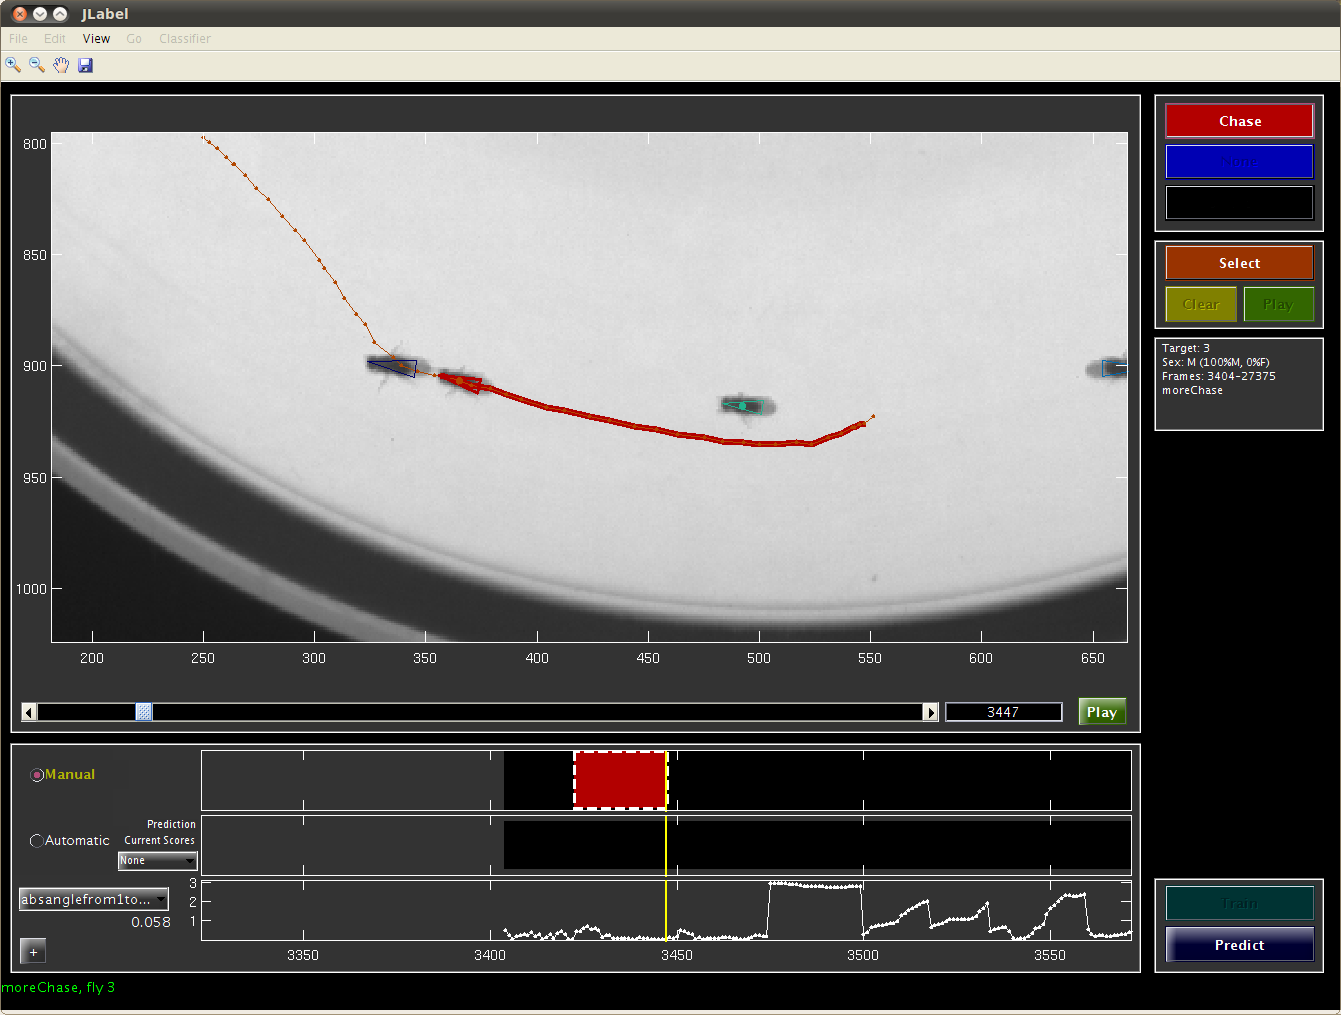 JLabel
File Edit View Go Classifier
800
850
900
950
1000
200 250 300 350 400 450 500 550 600 650
3447
Play
Chase
None
Select
Clear Play
Target: 3
Sex: M (100%M, 0%F)
Frames: 3404-27375
moreChase
Manual
Prediction
Automatic Current Scores
None
absanglefrom1to...
0.058
3
2
1
+
3350 3400 3450 3500 3550
Train
Predict
moreChase, fly 3